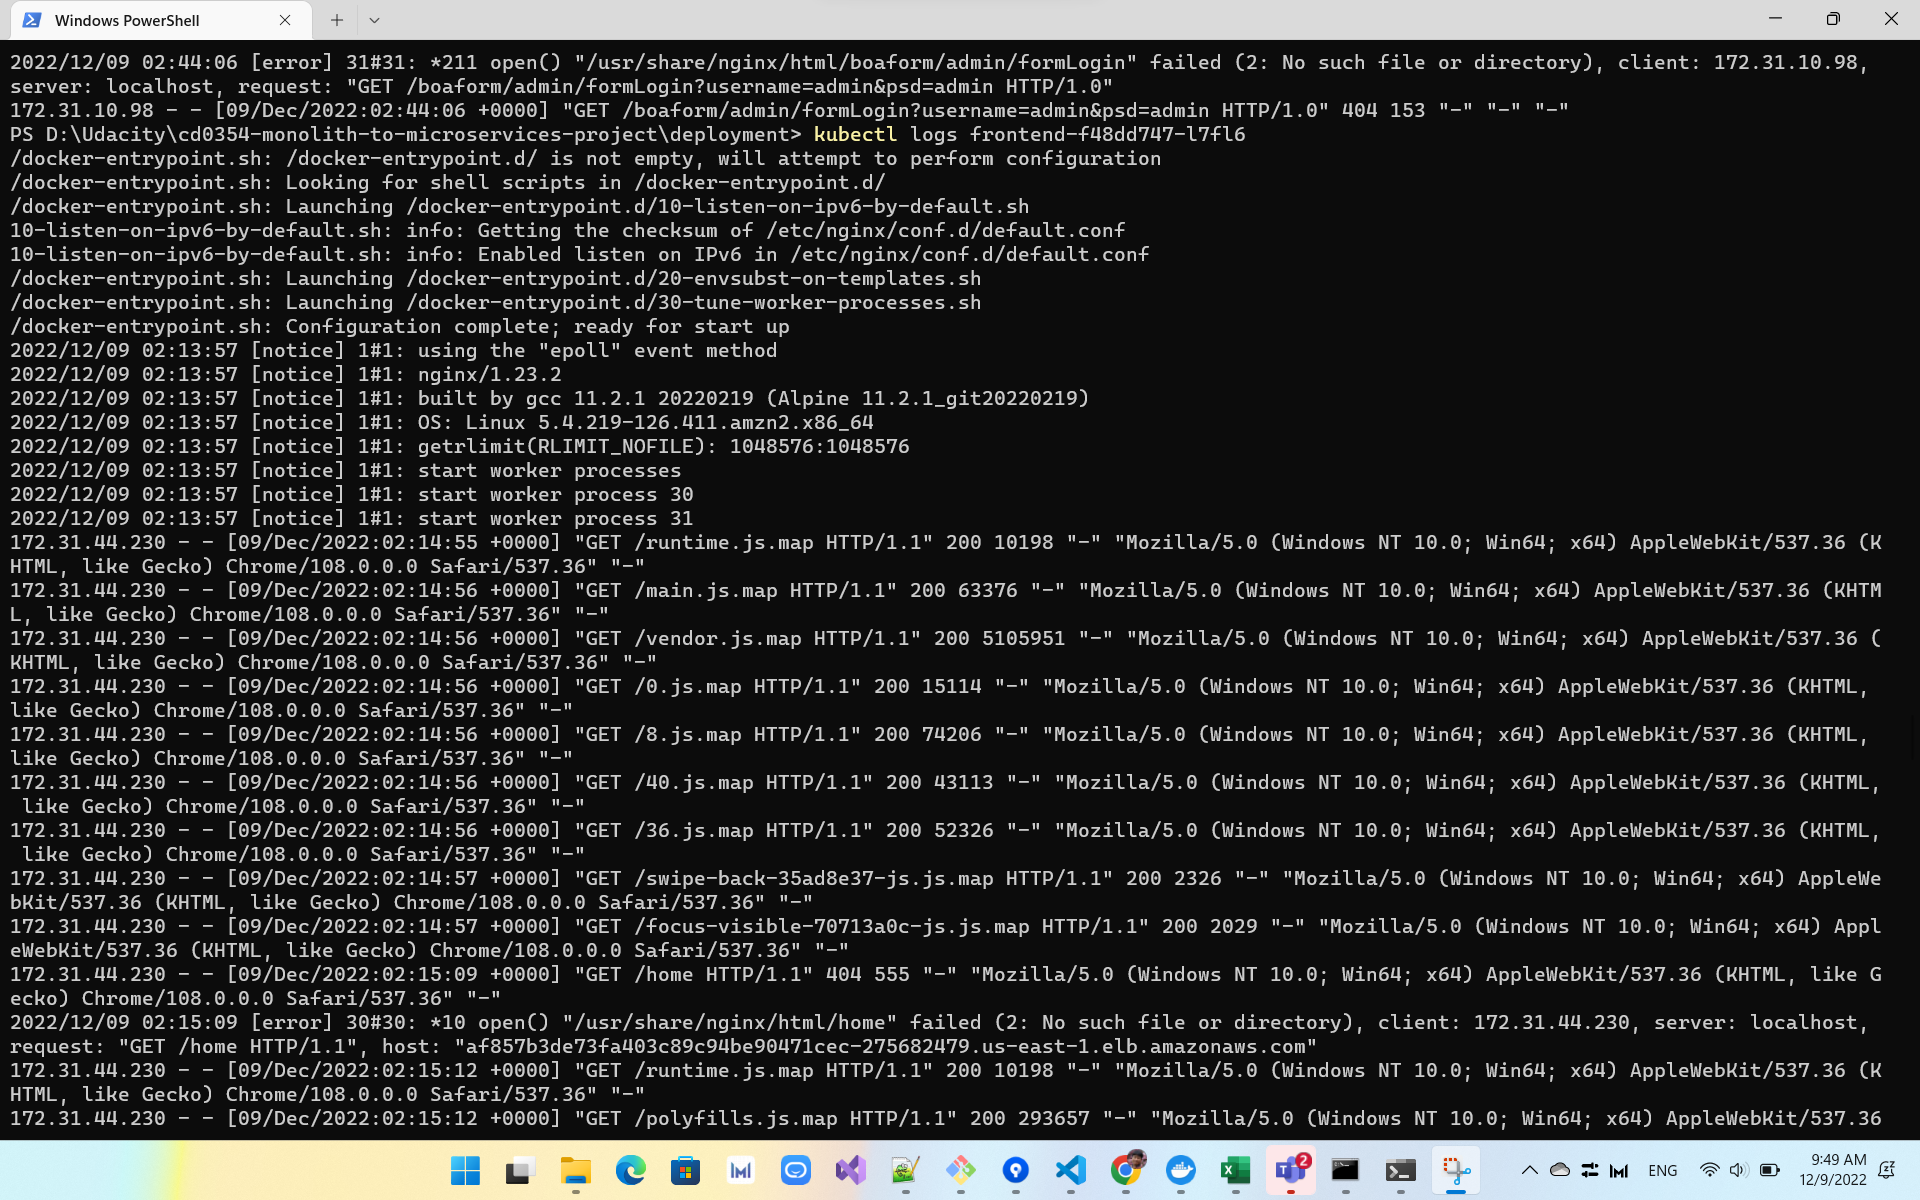 Windows PowerShell
2022/12/09 02:44:06 [error] 31#31: *211 open() "/usr/share/nginx/html/boaform/admin/formLogin" failed (2: No such file or directory), client: 172.31.10.98,
server: localhost, request: "GET /boaform/admin/formLogin?username=admin&psd=admin HTTP/1.0"
172.31.10.98 - - [09/Dec/2022:02:44:06 +0000] "GET /boaform/admin/formLogin?username=admin&psd=admin HTTP/1.0" 404 153 "-" "-" "-"
PS D:\Udacity\cd0354-monolith-to-microservices-project\deployment> kubectl logs frontend-f48dd747-l7fl6
/docker-entrypoint.sh: /docker-entrypoint.d/ is not empty, will attempt to perform configuration
/docker-entrypoint.sh: Looking for shell scripts in /docker-entrypoint.d/
/docker-entrypoint.sh: Launching /docker-entrypoint.d/10-listen-on-ipv6-by-default.sh
10-listen-on-ipv6-by-default.sh: info: Getting the checksum of /etc/nginx/conf.d/default.conf
10-listen-on-ipv6-by-default.sh: info: Enabled listen on IPv6 in /etc/nginx/conf.d/default.conf
/docker-entrypoint.sh: Launching /docker-entrypoint.d/20-envsubst-on-templates.sh
/docker-entrypoint.sh: Launching /docker-entrypoint.d/30-tune-worker-processes.sh
/docker-entrypoint.sh: Configuration complete; ready for start up
2022/12/09 02:13:57 [notice] 1#1: using the "epoll" event method
2022/12/09 02:13:57 [notice] 1#1: nginx/1.23.2
2022/12/09 02:13:57 [notice] 1#1: built by gcc 11.2.1 20220219 (Alpine 11.2.1_git20220219)
2022/12/09 02:13:57 [notice] 1#1: OS: Linux 5.4.219-126.411.amzn2.x86_64
2022/12/09 02:13:57 [notice] 1#1: getrlimit(RLIMIT_NOFILE): 1048576:1048576
2022/12/09 02:13:57 [notice] 1#1: start worker processes
2022/12/09 02:13:57 [notice] 1#1: start worker process 30
2022/12/09 02:13:57 [notice] 1#1: start worker process 31
172.31.44.230 - - [09/Dec/2022:02:14:55 +0000] "GET /runtime.js.map HTTP/1.1" 200 10198 "-" "Mozilla/5.0 (Windows NT 10.0; Win64; x64) AppleWebKit/537.36 (K
HTML, like Gecko) Chrome/108.0.0.0 Safari/537.36" "-"
172.31.44.230 - - [09/Dec/2022:02:14:56 +0000] "GET /main.js.map HTTP/1.1" 200 63376 "-" "Mozilla/5.0 (Windows NT 10.0; Win64; x64) AppleWebKit/537.36 (KHTM
L, like Gecko) Chrome/108.0.0.0 Safari/537.36" "-"
172.31.44.230 - - [09/Dec/2022:02:14:56 +0000] "GET /vendor.js.map HTTP/1.1" 200 5105951 "-" "Mozilla/5.0 (Windows NT 10.0; Win64; x64) AppleWebKit/537.36 (
KHTML, like Gecko) Chrome/108.0.0.0 Safari/537.36" "-"
172.31.44.230 - - [09/Dec/2022:02:14:56 +0000] "GET /0.js.map HTTP/1.1" 200 15114 "-" "Mozilla/5.0 (Windows NT 10.0; Win64; x64) AppleWebKit/537.36 (KHTML,
like Gecko) Chrome/108.0.0.0 Safari/537.36" "-"
172.31.44.230 - - [09/Dec/2022:02:14:56 +0000] "GET /8.js.map HTTP/1.1" 200 74206 "-" "Mozilla/5.0 (Windows NT 10.0; Win64; x64) AppleWebKit/537.36 (KHTML,
like Gecko) Chrome/108.0.0.0 Safari/537.36" "-"
172.31.44.230 - - [09/Dec/2022:02:14:56 +0000] "GET /40.js.map HTTP/1.1" 200 43113 "-" "Mozilla/5.0 (Windows NT 10.0; Win64; x64) AppleWebKit/537.36 (KHTML,
like Gecko) Chrome/108.0.0.0 Safari/537.36" "-"
172.31.44.230 - - [09/Dec/2022:02:14:56 +0000] "GET /36.js.map HTTP/1.1" 200 52326 "-" "Mozilla/5.0 (Windows NT 10.0; Win64; x64) AppleWebKit/537.36 (KHTML,
like Gecko) Chrome/108.0.0.0 Safari/537.36" "-"
172.31.44.230 - - [09/Dec/2022:02:14:57 +0000] "GET /swipe-back-35ad8e37-js.js.map HTTP/1.1" 200 2326 "-" "Mozilla/5.0 (Windows NT 10.0; Win64; x64) AppleWe
bKit/537.36 (KHTML, like Gecko) Chrome/108.0.0.0 Safari/537.36" "-"
172.31.44.230 - - [09/Dec/2022:02:14:57 +0000] "GET /focus-visible-70713a0c-js.js.map HTTP/1.1" 200 2029 "-" "Mozilla/5.0 (Windows NT 10.0; Win64; x64) Appl
eWebKit/537.36 (KHTML, like Gecko) Chrome/108.0.0.0 Safari/537.36" "-"
172.31.44.230 - - [09/Dec/2022:02:15:09 +0000] "GET /home HTTP/1.1" 404 555 "-" "Mozilla/5.0 (Windows NT 10.0; Win64; x64) AppleWebKit/537.36 (KHTML, like G
ecko) Chrome/108.0.0.0 Safari/537.36" "-"
2022/12/09 02:15:09 [error] 30#30: *10 open() "/usr/share/nginx/html/home" failed (2: No such file or directory), client: 172.31.44.230, server: localhost,
request: "GET /home HTTP/1.1", host: "af857b3de73fa403c89c94be90471cec-275682479.us-east-1.elb.amazonaws.com"
172.31.44.230 - - [09/Dec/2022:02:15:12 +0000] "GET /runtime.js.map HTTP/1.1" 200 10198 "-" "Mozilla/5.0 (Windows NT 10.0; Win64; x64) AppleWebKit/537.36 (K
HTML, like Gecko) Chrome/108.0.0.0 Safari/537.36" "-"
172.31.44.230 - - [09/Dec/2022:02:15:12 +0000] "GET /polyfills.js.map HTTP/1.1" 200 293657 "-" "Mozilla/5.0 (Windows NT 10.0; Win64; x64) AppleWebKit/537.36
2
ENG
9:49 AM
12/9/2022